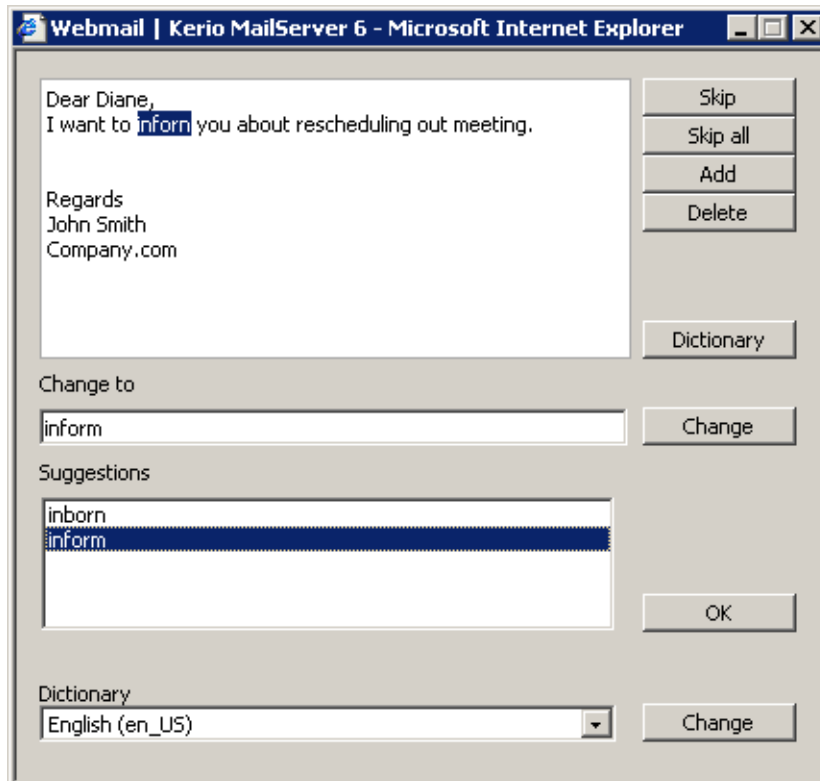 Webmail | Kerio MailServer 6 - Microsoft Internet Explorer
Dear Diane,
I want to inforn you about rescheduling out meeting.
Regards
John Smith
Company.com
Skip
Skip all
Add
Delete
Dictionary
Change to
inform
Change
Suggestions
inborn
inform
OK
Dictionary
English (en_US)
Change